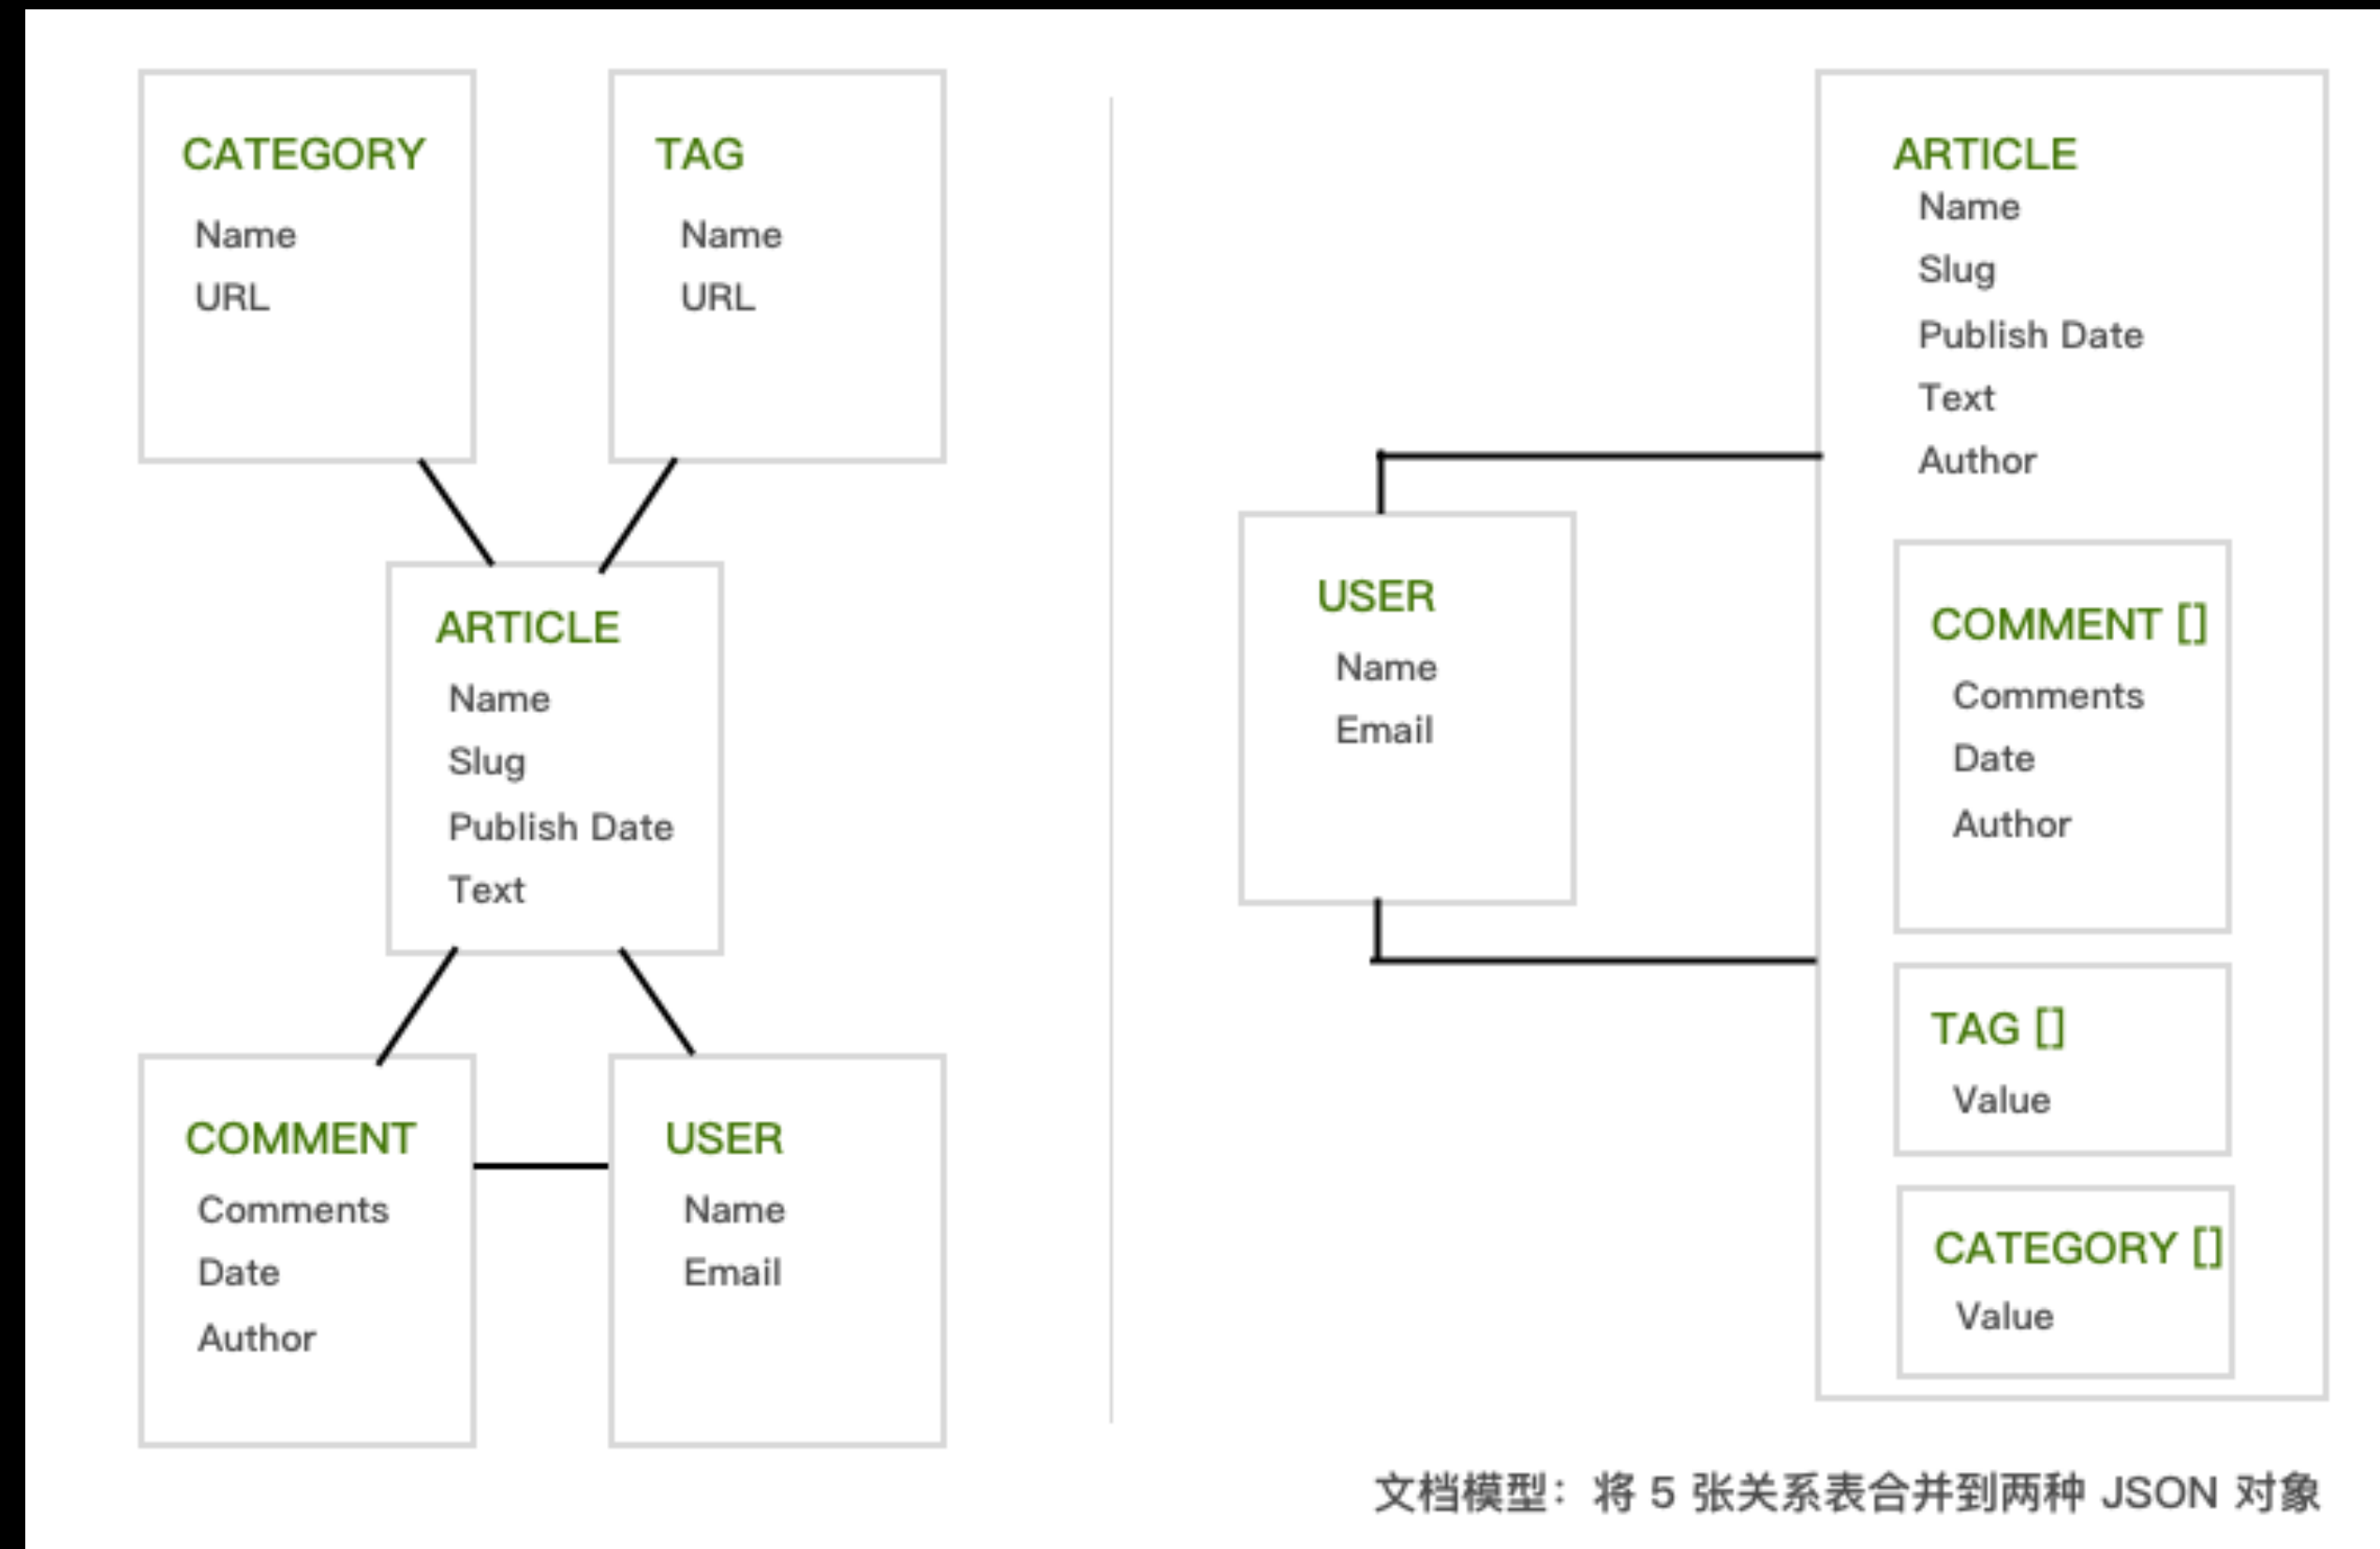 CATEGORY
Name
URL
TAG
Name
URL
ARTICLE
Name
Slug
Publish Date
Text
COMMENT
Comments
Date
Author
USER
Name
Email
USER
Name
Email
ARTICLE
Name
Slug
Publish Date
Text
Author
COMMENT []
Comments
Date
Author
TAG []
Value
CATEGORY []
Value
文档模型：将 5 张关系表合并到两种 JSON 对象